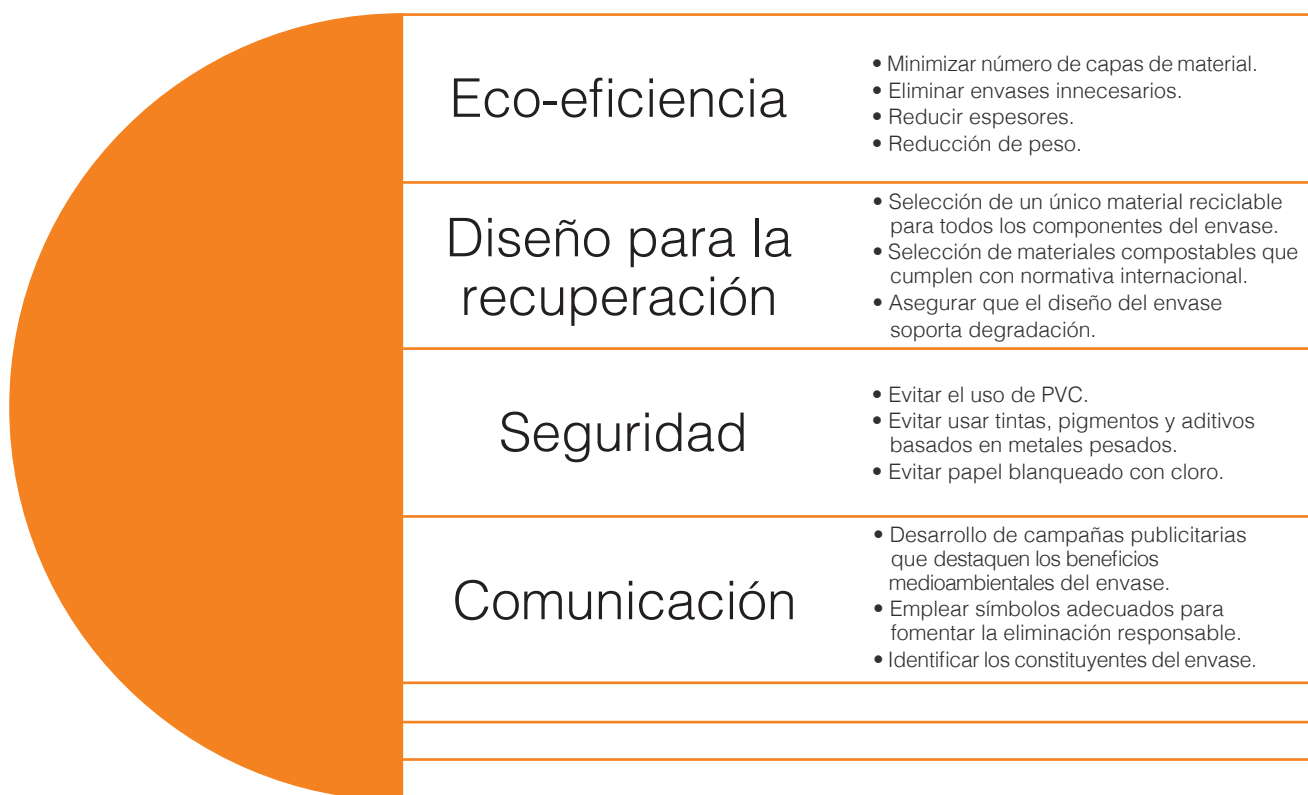 Eco-eficiencia
• Minimizar número de capas de material.
• Eliminar envases innecesarios.
• Reducir espesores.
• Reducción de peso.
Diseño para la
recuperación
• Selección de un único material reciclable
para todos los componentes del envase.
• Selección de materiales compostables que
cumplen con normativa internacional.
• Asegurar que el diseño del envase
soporta degradación.
Seguridad
• Evitar el uso de PVC.
• Evitar usar tintas, pigmentos y aditivos
basados en metales pesados.
• Evitar papel blanqueado con cloro.
Comunicación
• Desarrollo de campañas publicitarias
que destaquen los beneficios
medioambientales del envase.
• Emplear símbolos adecuados para
fomentar la eliminación responsable.
• Identificar los constituyentes del envase.